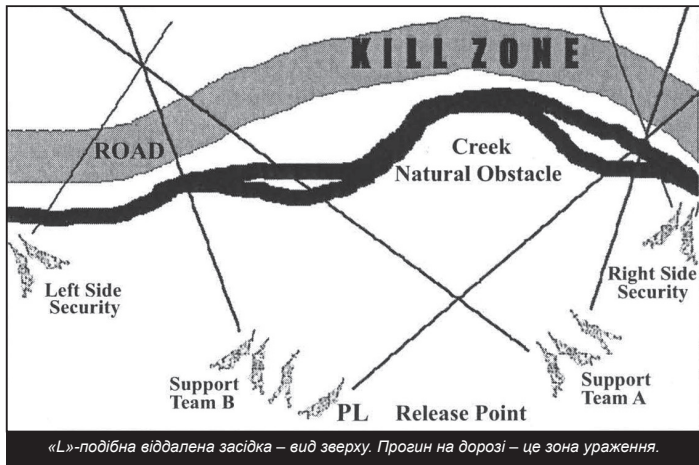 KILL ZONE
ROAD
Creek
Natural Obstacle
Left Side
Security
Right Side
Security
Support
Team B
PL
Release Point
Support
Team A
«L»-подібна віддалена засідка – вид зверху. Прогин на дорозі – це зона ураження.